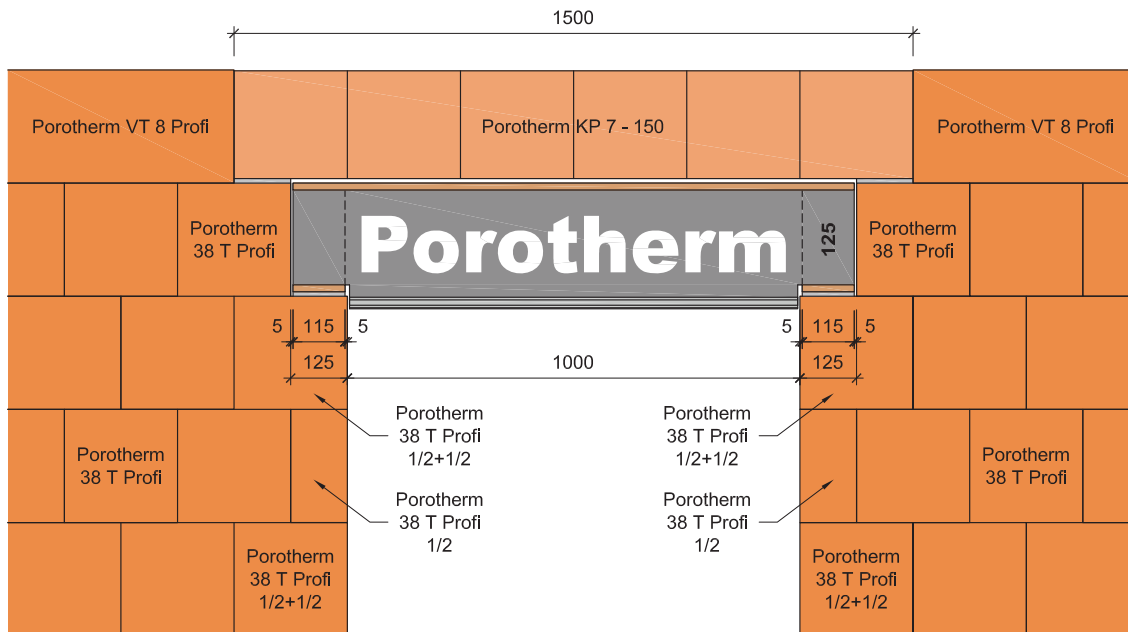 1500
Porotherm VT 8 Profi
Porotherm KP 7 - 150
Porotherm VT 8 Profi
Porotherm
38 T Profi
Porotherm
125
Porotherm
38 T Profi
5
115
5
5
115
5
125
1000
125
Porotherm
38 T Profi
1/2+1/2
Porotherm
38 T Profi
1/2+1/2
Porotherm
38 T Profi
Porotherm
38 T Profi
Porotherm
38 T Profi
1/2
Porotherm
38 T Profi
1/2
Porotherm
38 T Profi
1/2+1/2
Porotherm
38 T Profi
1/2+1/2